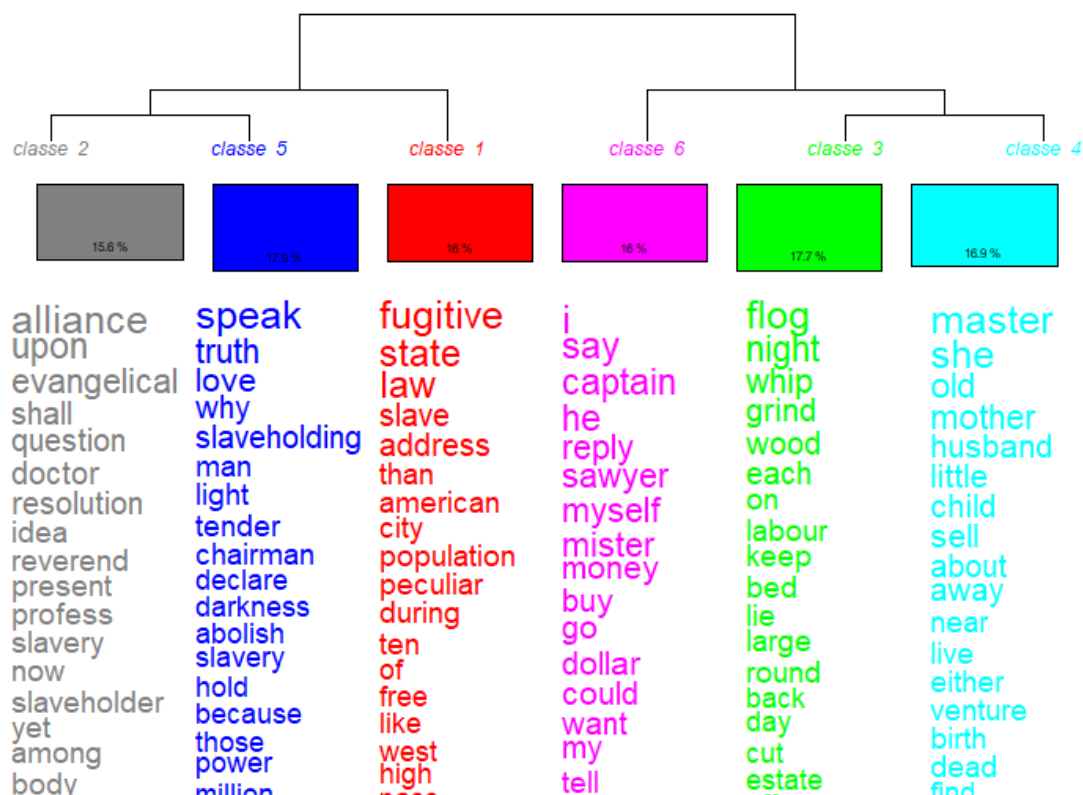 classe 2
classe 5
classe 1
classe 6
classe 3
classe 4
15.6 %
17.9 %
16 %
16 %
17.7 %
16.9 %
alliance
upon
evangelical
shall
question
doctor
resolution
idea
reverend
present
profess
slavery
now
slaveholder
yet
among
body
speak
truth
love
why
slaveholding
man
light
tender
chairman
declare
darkness
abolish
slavery
hold
because
those
power
million
fugitive
state
law
slave
address
than
american
city
population
peculiar
during
ten
of
free
like
west
high
i
say
captain
he
reply
sawyer
myself
mister
money
buy
go
dollar
could
want
my
tell
flog
night
whip
grind
wood
each
on
labour
keep
bed
lie
large
round
back
day
cut
estate
master
she
old
mother
husband
little
child
sell
about
away
near
live
either
venture
birth
dead
find